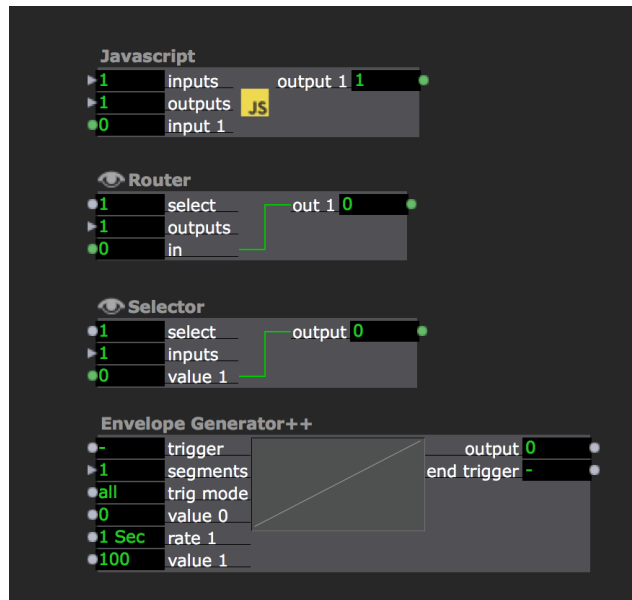 Javascript
1 inputs output 1 1
1 outputs JS
0 input 1
Router
1 select out 1 0
1 outputs
0 in
Selector
1 select output 0
1 inputs
0 value 1
Envelope Generator++
- trigger output 0
1 segments end trigger -
all trig mode
0 value 0
1 Sec rate 1
100 value 1